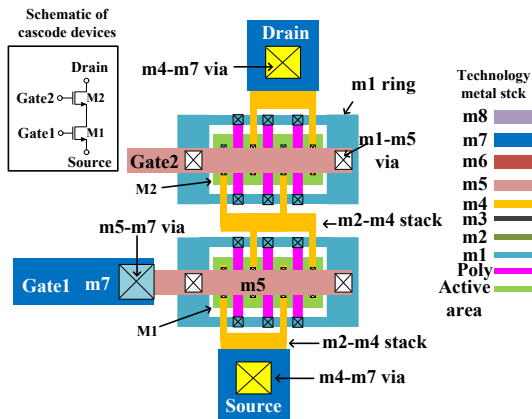 Schematic of
cascode devices
Drain
Gate2
M2
Gate1
M1
Source
Drain
m4-m7 via
m1 ring
Gate2
m1-m5
via
M2
m2-m4 stack
m5-m7 via
Gate1 m7
m5
M1
m2-m4 stack
m4-m7 via
Source
Technology
metal stck
m8
m7
m6
m5
m4
m3
m2
m1
Poly
Active
area